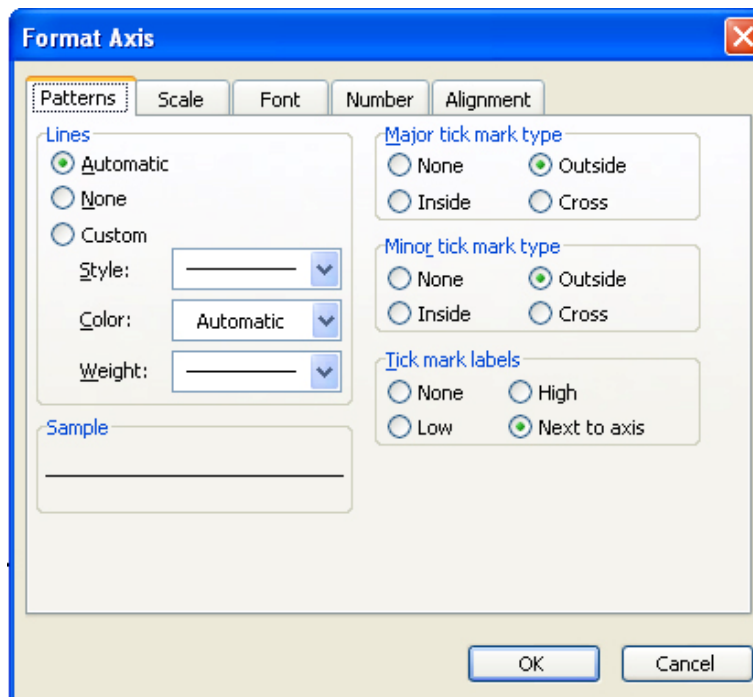 Format Axis
Patterns Scale Font Number Alignment
Lines
Automatic
None
Custom
Style:
Color: Automatic
Weight:
Sample
Major tick mark type
None Outside
Inside Cross
Minor tick mark type
None Outside
Inside Cross
Tick mark labels
None High
Low Next to axis
OK Cancel